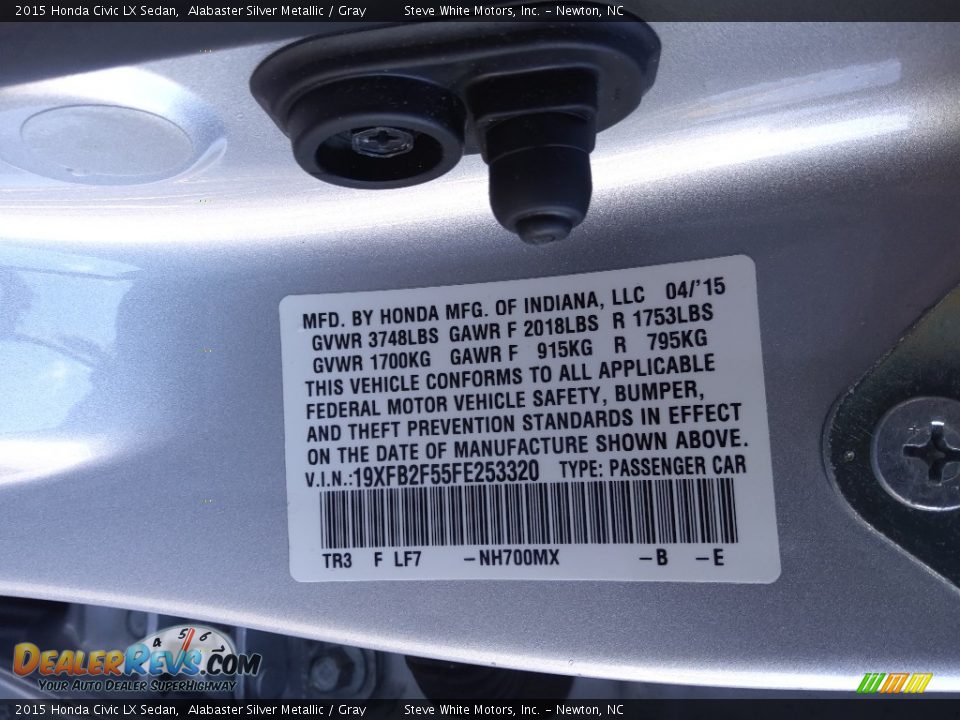 2015 Honda Civic LX Sedan, Alabaster Silver Metallic / Gray Steve White Motors, Inc. – Newton, NC
MFD. BY HONDA MFG. OF INDIANA, LLC 04/'15
GVWR 3748LBS GAWR F 2018LBS R 1753LBS
GVWR 1700KG GAWR F 915KG R 795KG
THIS VEHICLE CONFORMS TO ALL APPLICABLE
FEDERAL MOTOR VEHICLE SAFETY, BUMPER,
AND THEFT PREVENTION STANDARDS IN EFFECT
ON THE DATE OF MANUFACTURE SHOWN ABOVE.
V.I.N.:19XFB2F55FE253320 TYPE: PASSENGER CAR
TR3 F LF7 –NH700MX –B –E
4 5 6
DealerRevs.com
Your Auto Dealer SuperHighway
2015 Honda Civic LX Sedan, Alabaster Silver Metallic / Gray Steve White Motors, Inc. – Newton, NC